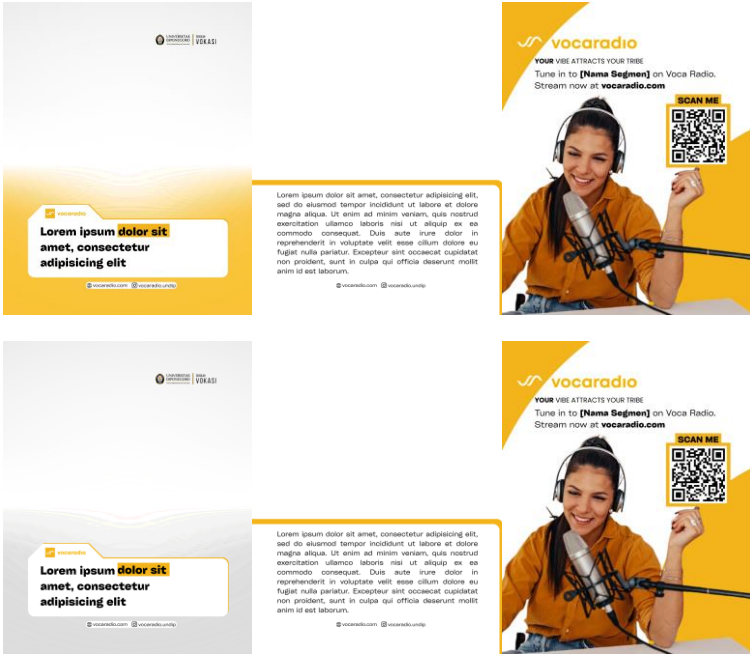 UNIVERSITAS
DIPONEGORO
VOKASI
vocaradio
Lorem ipsum dolor sit
amet, consectetur
adipisicing elit
vocaradio.com vocaradio.undip
Lorem ipsum dolor sit amet, consectetur adipisicing elit,
sed do eiusmod tempor incididunt ut labore et dolore
magna aliqua. Ut enim ad minim veniam, quis nostrud
exercitation ullamco laboris nisi ut aliquip ex ea
commodo consequat. Duis aute irure dolor in
reprehenderit in voluptate velit esse cillum dolore eu
fugiat nulla pariatur. Excepteur sint occaecat cupidatat
non proident, sunt in culpa qui officia deserunt mollit
anim id est laborum.
vocaradio.com vocaradio.undip
vocaradio
YOUR VIBE ATTRACTS YOUR TRIBE
Tune in to [Nama Segmen] on Voca Radio.
Stream now at vocaradio.com
SCAN ME
UNIVERSITAS
DIPONEGORO
VOKASI
vocaradio
Lorem ipsum dolor sit
amet, consectetur
adipisicing elit
vocaradio.com vocaradio.undip
Lorem ipsum dolor sit amet, consectetur adipisicing elit,
sed do eiusmod tempor incididunt ut labore et dolore
magna aliqua. Ut enim ad minim veniam, quis nostrud
exercitation ullamco laboris nisi ut aliquip ex ea
commodo consequat. Duis aute irure dolor in
reprehenderit in voluptate velit esse cillum dolore eu
fugiat nulla pariatur. Excepteur sint occaecat cupidatat
non proident, sunt in culpa qui officia deserunt mollit
anim id est laborum.
vocaradio.com vocaradio.undip
vocaradio
YOUR VIBE ATTRACTS YOUR TRIBE
Tune in to [Nama Segmen] on Voca Radio.
Stream now at vocaradio.com
SCAN ME